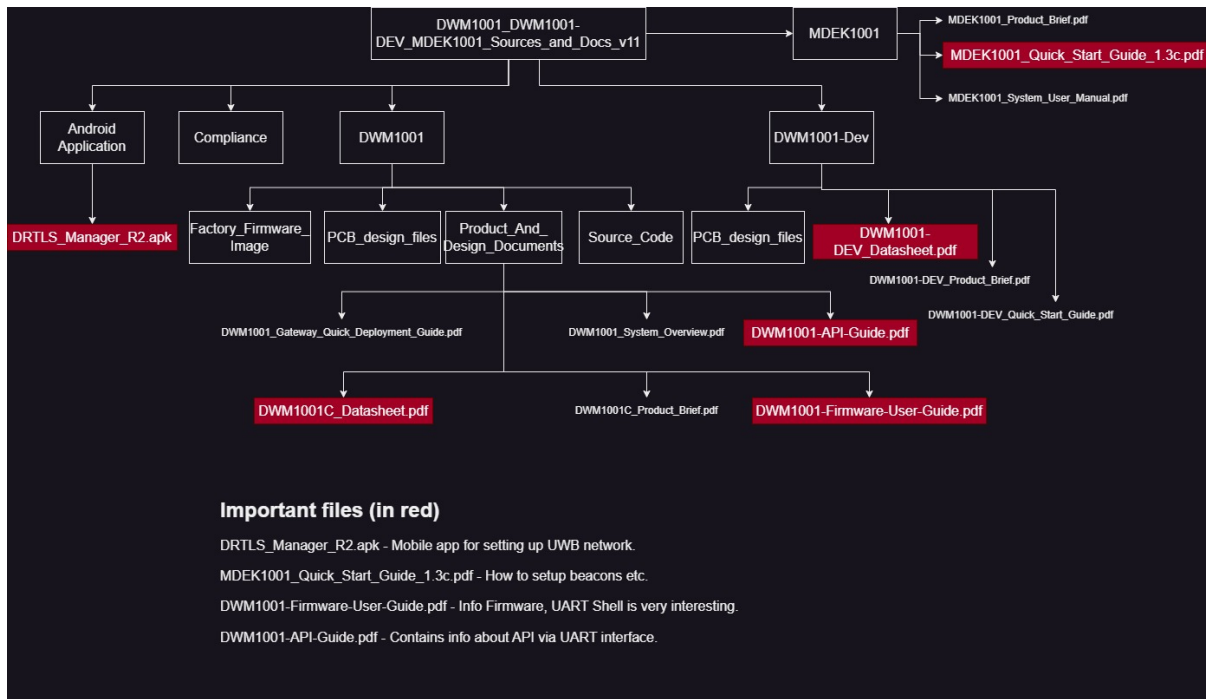 DWM1001_DWM1001-
DEV_MDEK1001_Sources_and_Docs_v11
MDEK1001
MDEK1001_Product_Brief.pdf
MDEK1001_Quick_Start_Guide_1.3c.pdf
MDEK1001_System_User_Manual.pdf
Android
Application
Compliance
DWM1001
DWM1001-Dev
DRTLS_Manager_R2.apk
Factory_Firmware_
Image
PCB_design_files
Product_And_
Design_Documents
Source_Code
PCB_design_files
DWM1001-
DEV_Datasheet.pdf
DWM1001-DEV_Product_Brief.pdf
DWM1001-DEV_Quick_Start_Guide.pdf
DWM1001_Gateway_Quick_Deployment_Guide.pdf
DWM1001_System_Overview.pdf
DWM1001-API-Guide.pdf
DWM1001C_Datasheet.pdf
DWM1001C_Product_Brief.pdf
DWM1001-Firmware-User-Guide.pdf
Important files (in red)
DRTLS_Manager_R2.apk - Mobile app for setting up UWB network.
MDEK1001_Quick_Start_Guide_1.3c.pdf - How to setup beacons etc.
DWM1001-Firmware-User-Guide.pdf - Info Firmware, UART Shell is very interesting.
DWM1001-API-Guide.pdf - Contains info about API via UART interface.